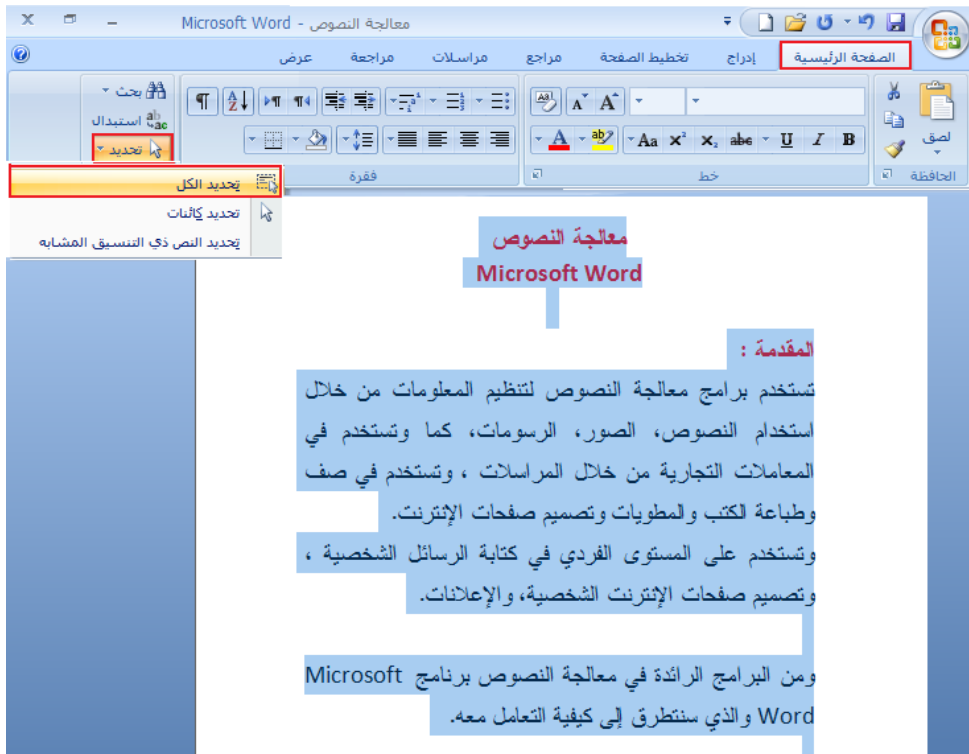 معالجة النصوص - Microsoft Word
الصفحة الرئيسية إدراج تخطيط الصفحة مراجع مراسلات مراجعة عرض
لصق
بحث
استبدال
تحديد
الحافظة خط فقرة
تحديد الكل
تحديد كائنات
تحديد النص ذي التنسيق المشابه
معالجة النصوص
Microsoft Word
المقدمة :
تستخدم برامج معالجة النصوص لتنظيم المعلومات من خلال
استخدام النصوص، الصور، الرسومات، كما وتستخدم في
المعاملات التجارية من خلال المراسلات ، وتستخدم في صف
وطباعة الكتب والمطويات وتصميم صفحات الإنترنت.
وتستخدم على المستوى الفردي في كتابة الرسائل الشخصية ،
وتصميم صفحات الإنترنت الشخصية، والإعلانات.
ومن البرامج الرائدة في معالجة النصوص برنامج Microsoft
Word والذي سنتطرق إلى كيفية التعامل معه.